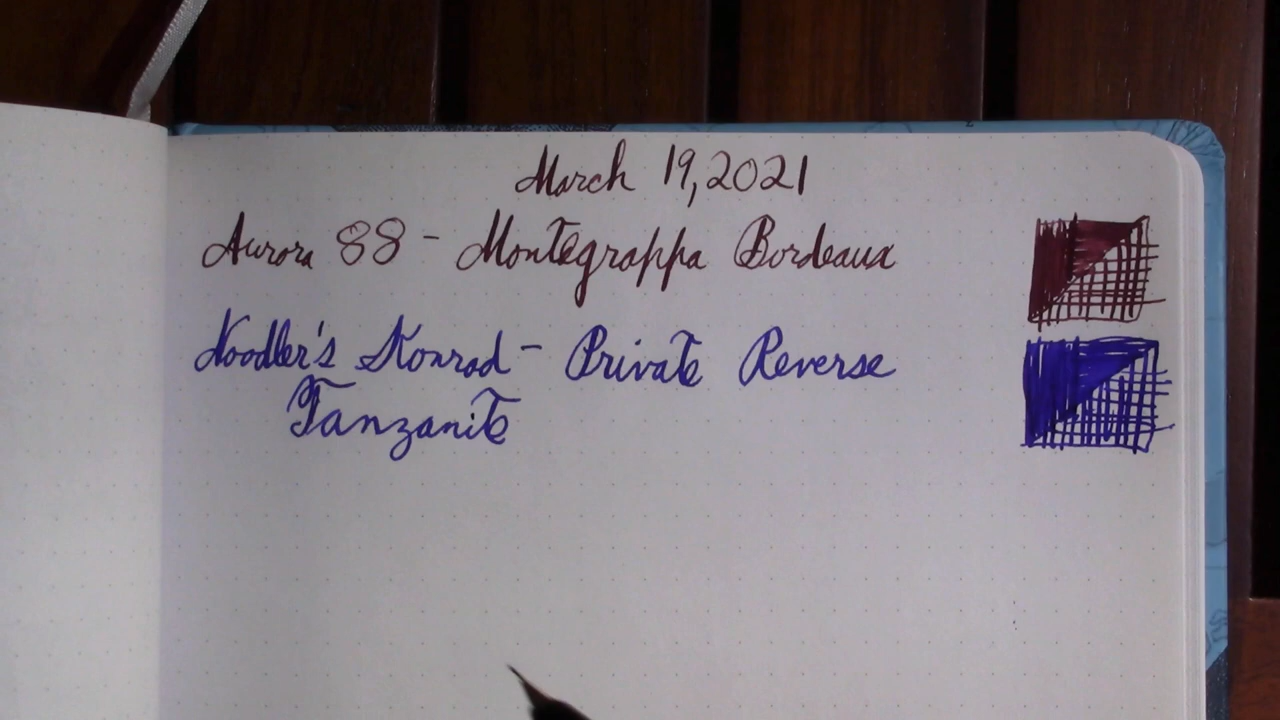 March 19, 2021
Aurora 88 - Montegrappa Bordeaux
Noodler's Konrad - Private Reverse
Tanzanite